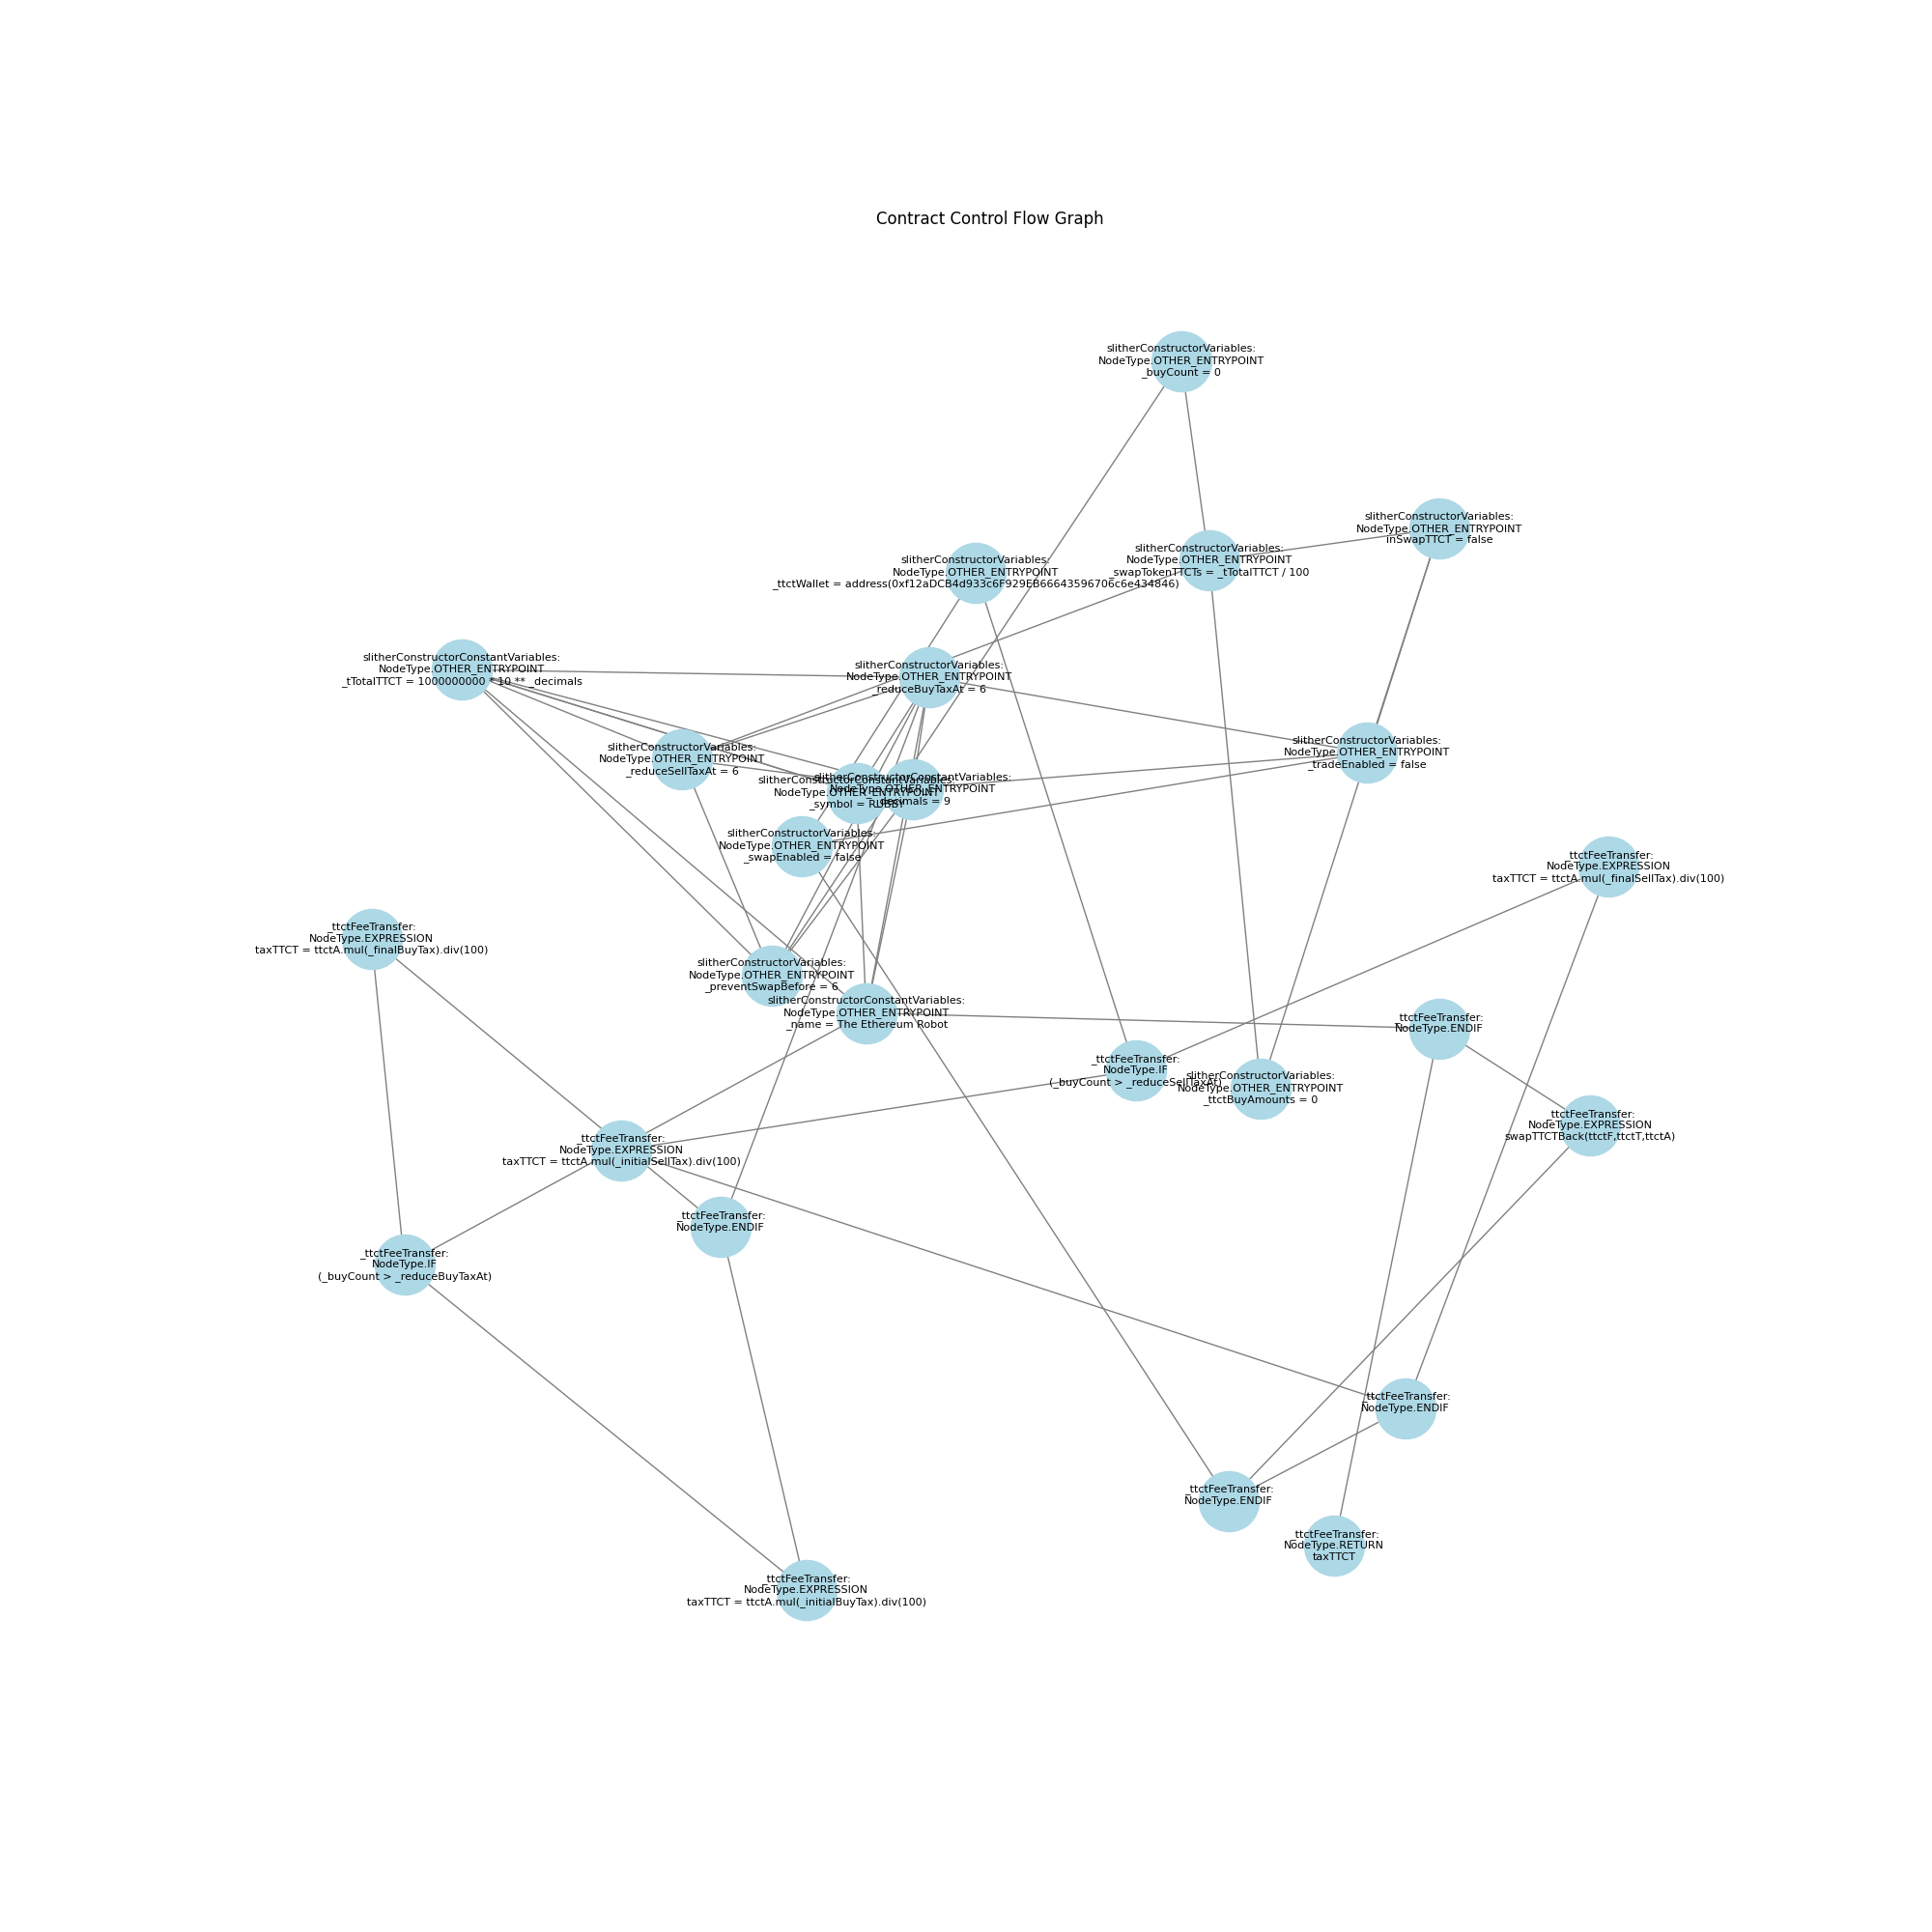 Contract Control Flow Graph
slitherConstructorVariables:
NodeType.OTHER_ENTRYPOINT
_buyCount = 0
slitherConstructorVariables:
NodeType.OTHER_ENTRYPOINT
inSwapTTCT = false
slitherConstructorVariables:
NodeType.OTHER_ENTRYPOINT
_swapTokenTTCTs = _tTotalTTCT / 100
slitherConstructorVariables:
NodeType.OTHER_ENTRYPOINT
_ttctWallet = address(0xf12aDCB4d933c6F929EB66643596706c6e434846)
slitherConstructorConstantVariables:
NodeType.OTHER_ENTRYPOINT
_tTotalTTCT = 1000000000 * 10 ** _decimals
slitherConstructorVariables:
NodeType.OTHER_ENTRYPOINT
_reduceBuyTaxAt = 6
slitherConstructorVariables:
NodeType.OTHER_ENTRYPOINT
_reduceSellTaxAt = 6
slitherConstructorVariables:
NodeType.OTHER_ENTRYPOINT
_tradeEnabled = false
slitherConstructorConstantVariables:
NodeType.OTHER_ENTRYPOINT
_symbol =
slitherConstructorConstantVariables:
NodeType.OTHER_ENTRYPOINT
_decimals = 9
slitherConstructorVariables:
NodeType.OTHER_ENTRYPOINT
_swapEnabled = false
_ttctFeeTransfer:
NodeType.EXPRESSION
taxTTCT = ttctA.mul(_finalSellTax).div(100)
_ttctFeeTransfer:
NodeType.EXPRESSION
taxTTCT = ttctA.mul(_finalBuyTax).div(100)
slitherConstructorVariables:
NodeType.OTHER_ENTRYPOINT
_preventSwapBefore = 6
slitherConstructorConstantVariables:
NodeType.OTHER_ENTRYPOINT
_name = The Ethereum Robot
_ttctFeeTransfer:
NodeType.ENDIF
_ttctFeeTransfer:
NodeType.IF
(_buyCount > _reduceSellTaxAt)
slitherConstructorVariables:
NodeType.OTHER_ENTRYPOINT
_ttctBuyAmounts = 0
_ttctFeeTransfer:
NodeType.EXPRESSION
swapTTCTBack(ttctF,ttctT,ttctA)
_ttctFeeTransfer:
NodeType.EXPRESSION
taxTTCT = ttctA.mul(_initialSellTax).div(100)
_ttctFeeTransfer:
NodeType.ENDIF
_ttctFeeTransfer:
NodeType.IF
(_buyCount > _reduceBuyTaxAt)
_ttctFeeTransfer:
NodeType.ENDIF
_ttctFeeTransfer:
NodeType.ENDIF
_ttctFeeTransfer:
NodeType.RETURN
taxTTCT
_ttctFeeTransfer:
NodeType.EXPRESSION
taxTTCT = ttctA.mul(_initialBuyTax).div(100)